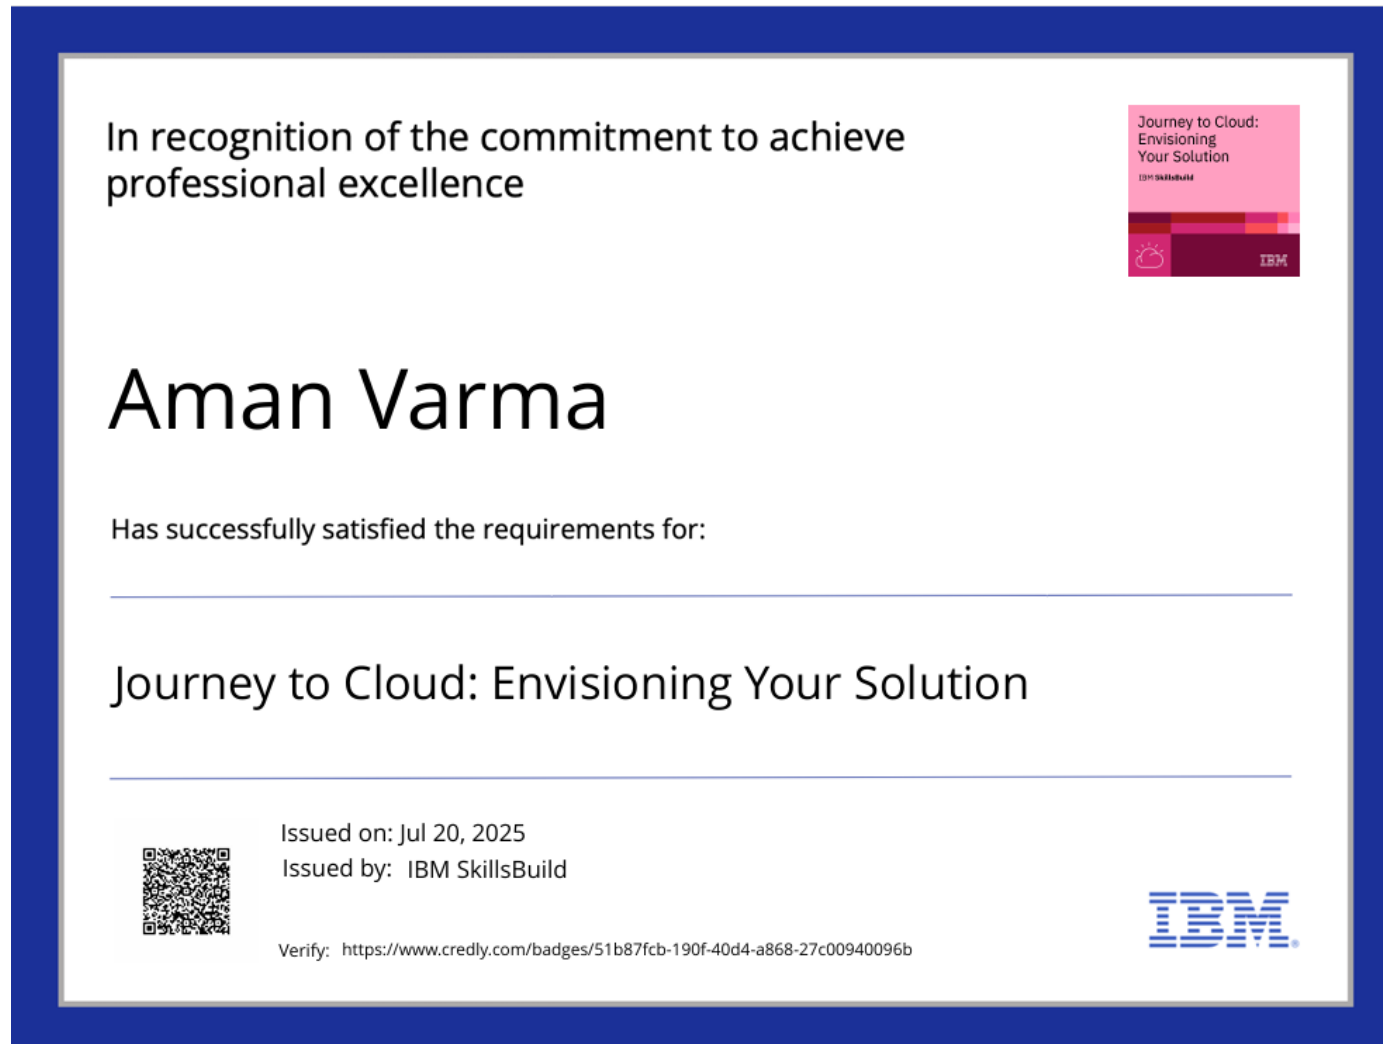 In recognition of the commitment to achieve
professional excellence
Journey to Cloud:
Envisioning
Your Solution
IBM SkillsBuild
IBM
Aman Varma
Has successfully satisfied the requirements for:
Journey to Cloud: Envisioning Your Solution
Issued on: Jul 20, 2025
Issued by: IBM SkillsBuild
Verify: https://www.credly.com/badges/51b87fcb-190f-40d4-a868-27c00940096b
IBM®